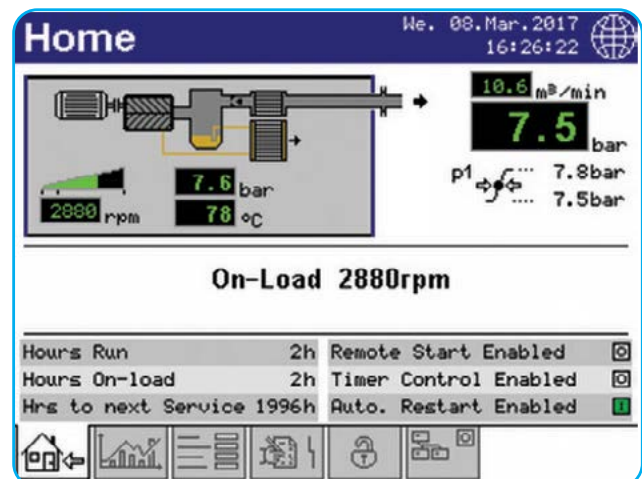 Home
We. 08.Mar.2017
16:26:22
10.6 m³/min
7.5 bar
p1 7.8bar
7.5bar
7.6 bar
2880 rpm
78 °C
On-Load 2880rpm
Hours Run 2h Remote Start Enabled
Hours On-load 2h Timer Control Enabled
Hrs to next Service 1996h Auto. Restart Enabled